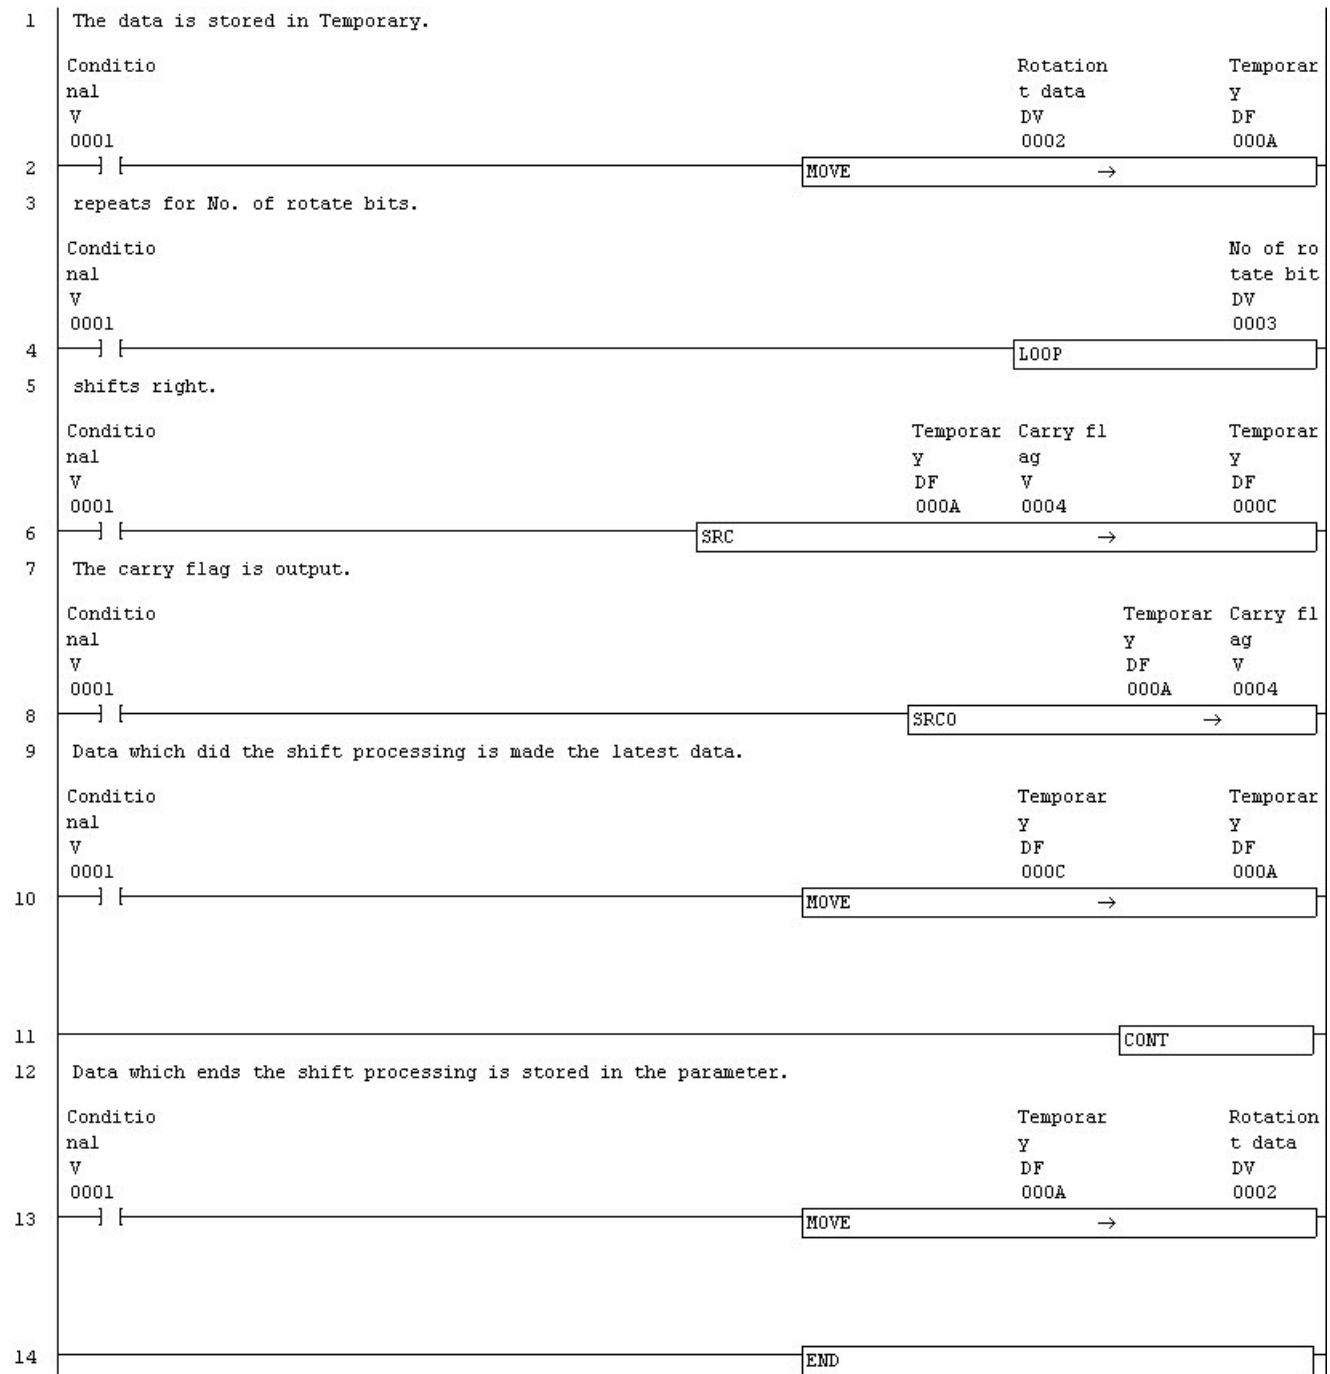 1 The data is stored in Temporary.
Conditio Rotation Temporar
nal t data y
V DV DF
0001 0002 000A
2 MOVE →
3 repeats for No. of rotate bits.
Conditio No of ro
nal tate bit
V DV
0001 0003
4 LOOP
5 shifts right.
Conditio Temporar Carry fl Temporar
nal y ag y
V DF V DF
0001 000A 0004 000C
6 SRC →
7 The carry flag is output.
Conditio Temporar Carry fl
nal y ag
V DF V
0001 000A 0004
8 SRCO →
9 Data which did the shift processing is made the latest data.
Conditio Temporar Temporar
nal y y
V DF DF
0001 000C 000A
10 MOVE →
11 CONT
12 Data which ends the shift processing is stored in the parameter.
Conditio Temporar Rotation
nal y t data
V DF DV
0001 000A 0002
13 MOVE →
14 END